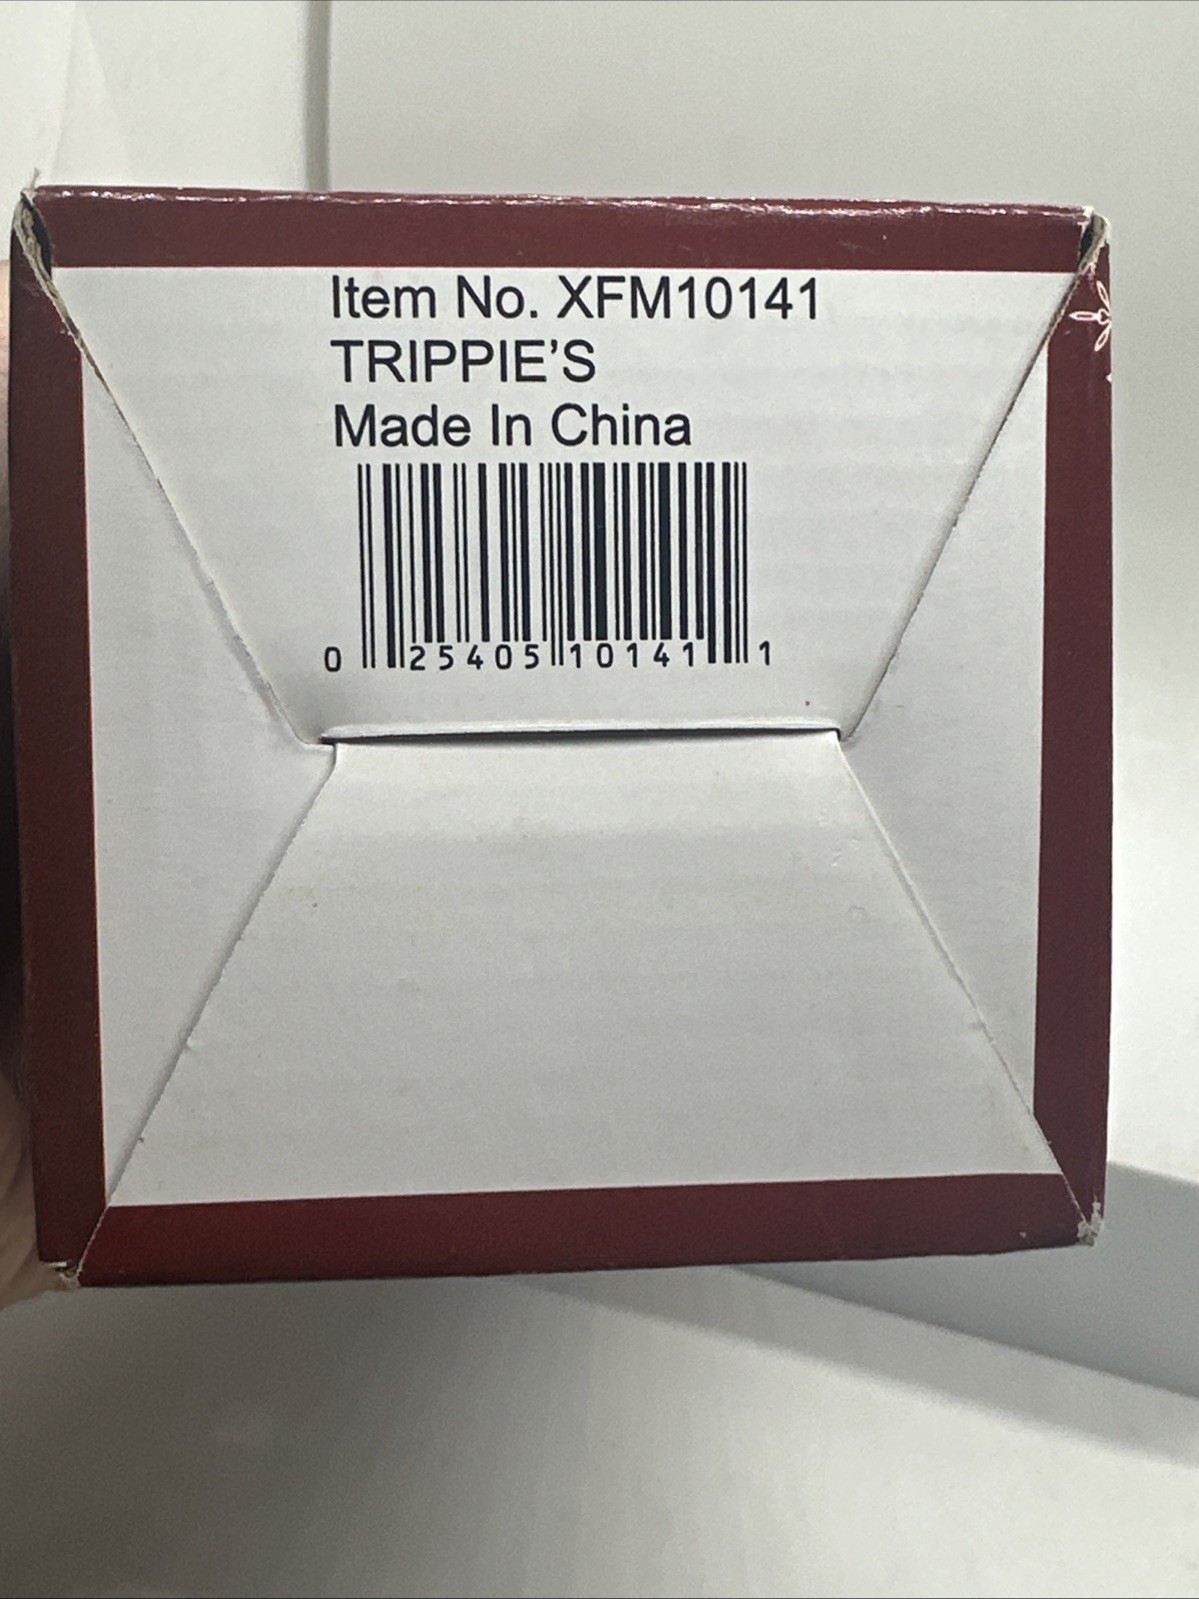 Item No. XFM10141
TRIPPIE'S
Made In China
0 25405 10141 1